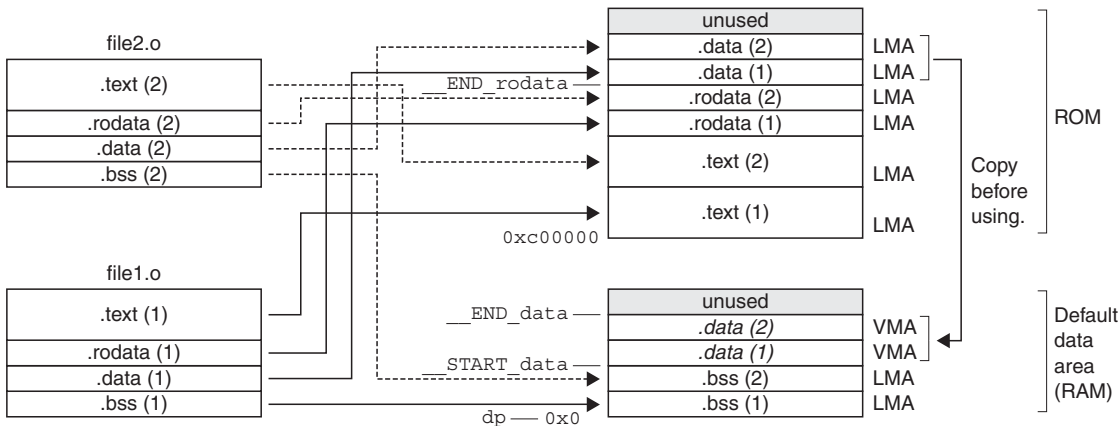 file2.o
.text (2)
.rodata (2)
.data (2)
.bss (2)
file1.o
.text (1)
.rodata (1)
.data (1)
.bss (1)
unused
.data (2) LMA
.data (1) LMA
__END_rodata
.rodata (2) LMA
.rodata (1) LMA
.text (2) LMA
.text (1) LMA
0xc00000
ROM
Copy
before
using.
unused
__END_data
.data (2) VMA
.data (1) VMA
__START_data
.bss (2) LMA
.bss (1) LMA
dp 0x0
Default
data
area
(RAM)